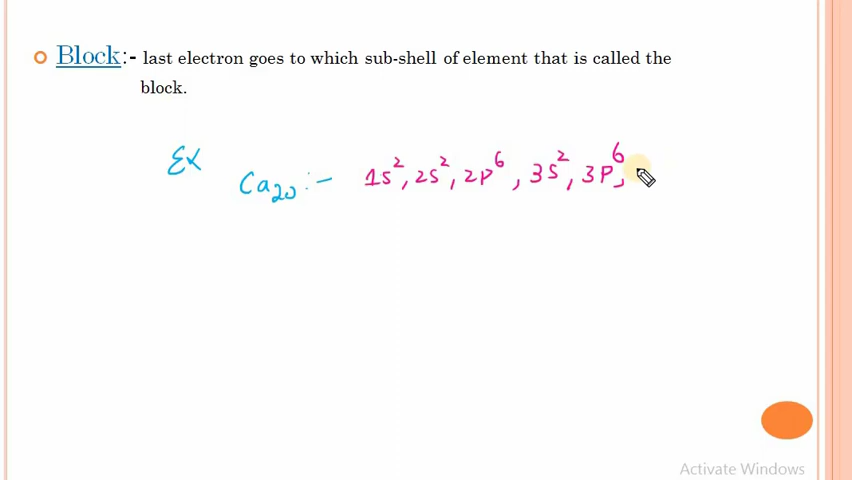 Block:- last electron goes to which sub-shell of element that is called the
block.
Ex
Ca₂₀ :- 1s², 2s², 2p⁶, 3s², 3p⁶,
Activate Windows